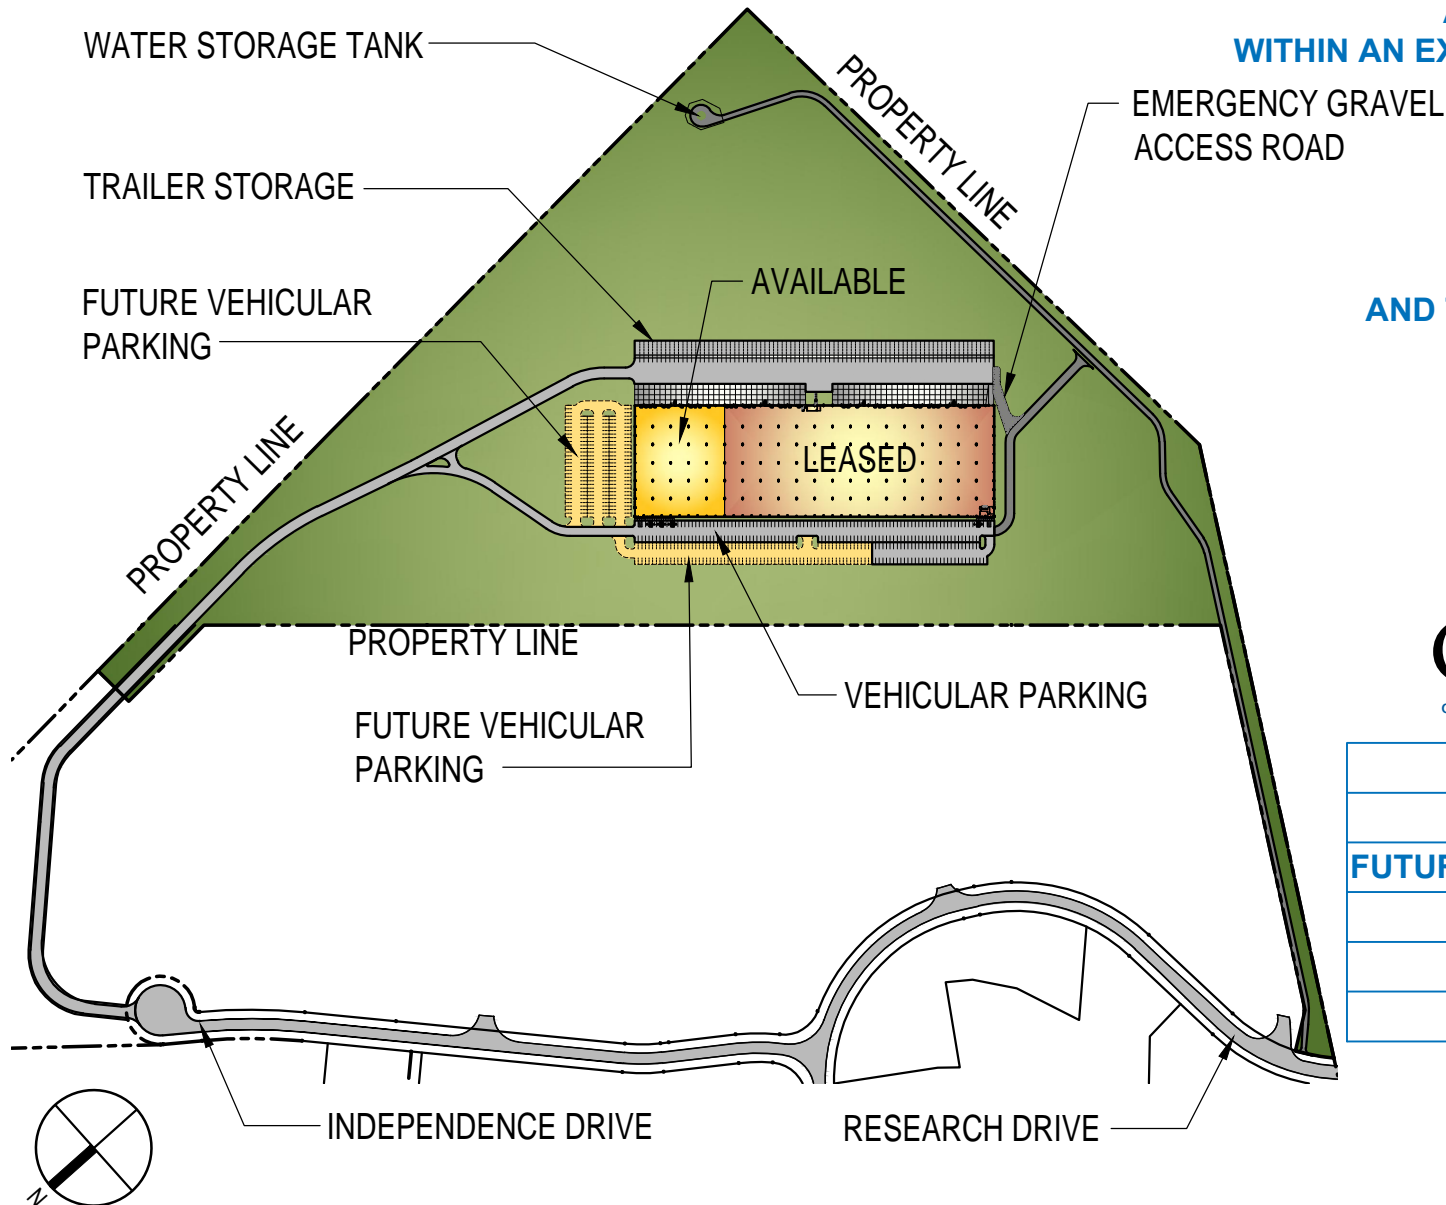 WATER STORAGE TANK
WITHIN AN EX
PROPERTY LINE
EMERGENCY GRAVEL
ACCESS ROAD
TRAILER STORAGE
AVAILABLE
FUTURE VEHICULAR
PARKING
AND
LEASED
PROPERTY LINE
PROPERTY LINE
VEHICULAR PARKING
FUTURE VEHICULAR
PARKING
FUTUR
INDEPENDENCE DRIVE
RESEARCH DRIVE
N